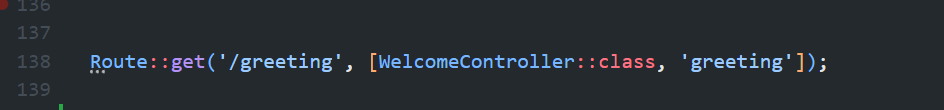 136
137
138 Route::get('/greeting', [WelcomeController::class, 'greeting']);
139